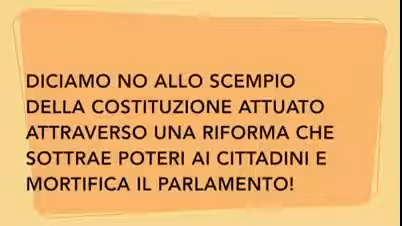 DICIAMO NO ALLO SCEMPIO
DELLA COSTITUZIONE ATTUATO
ATTRAVERSO UNA RIFORMA CHE
SOTTRAE POTERI AI CITTADINI E
MORTIFICA IL PARLAMENTO!